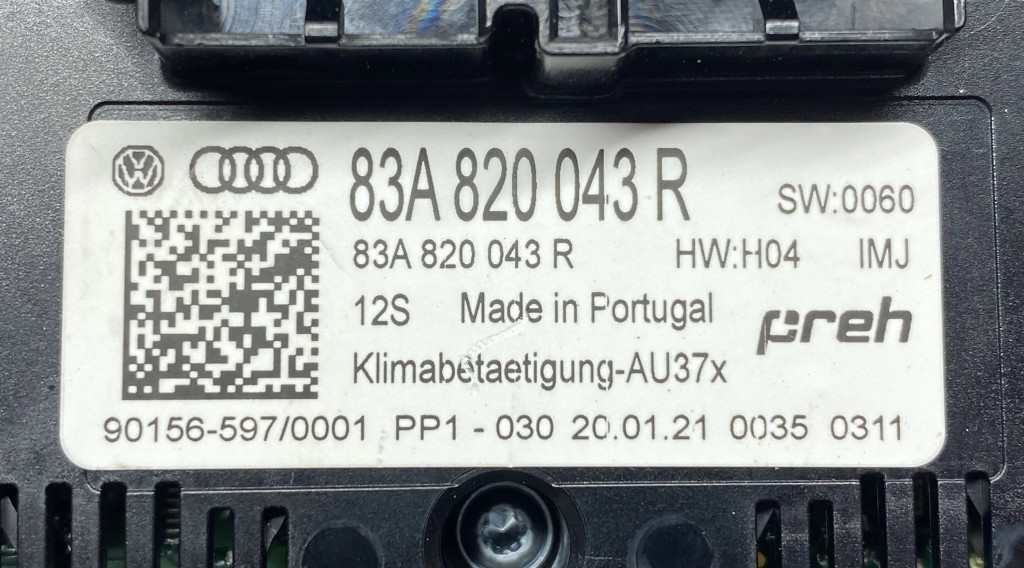 83A 820 043 R
SW:0060
83A 820 043 R HW:H04 IMJ
12S Made in Portugal preh
Klimabetaetigung-AU37x
90156-597/0001 PP1 - 030 20.01.21 0035 0311